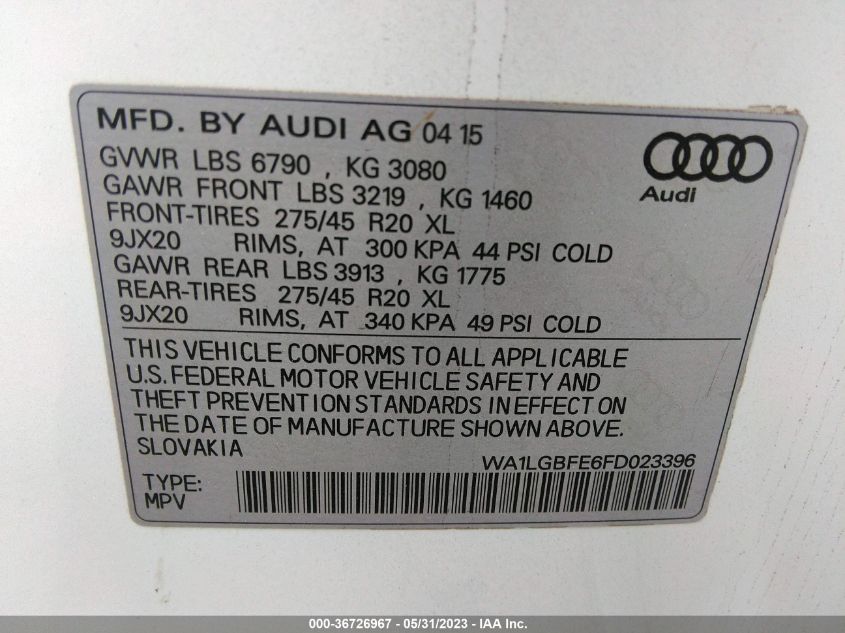 MFD. BY AUDI AG 04 15
GVWR LBS 6790 , KG 3080
GAWR FRONT LBS 3219 , KG 1460
FRONT-TIRES 275/45 R20 XL
9JX20 RIMS, AT 300 KPA 44 PSI COLD
GAWR REAR LBS 3913 , KG 1775
REAR-TIRES 275/45 R20 XL
9JX20 RIMS, AT 340 KPA 49 PSI COLD
Audi
THIS VEHICLE CONFORMS TO ALL APPLICABLE
U.S. FEDERAL MOTOR VEHICLE SAFETY AND
THEFT PREVENTION STANDARDS IN EFFECT ON
THE DATE OF MANUFACTURE SHOWN ABOVE.
SLOVAKIA
WA1LGBFE6FD023396
TYPE:
MPV
000-36726967 - 05/31/2023 - IAA Inc.